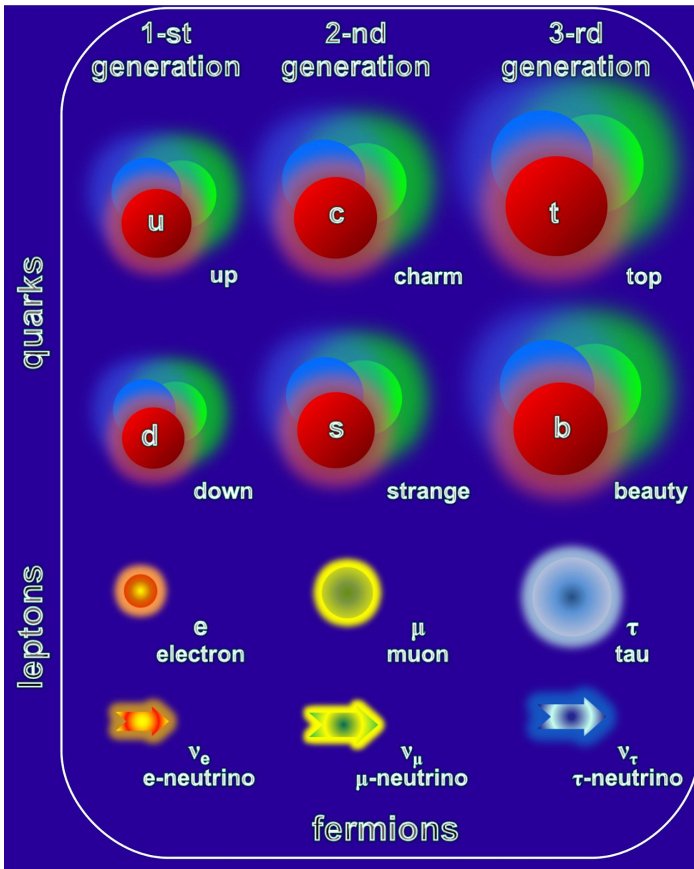 1-st
generation
2-nd
generation
3-rd
generation
quarks
u
up
c
charm
t
top
d
down
s
strange
b
beauty
leptons
e
electron
μ
muon
τ
tau
νe
e-neutrino
νμ
μ-neutrino
ντ
τ-neutrino
fermions